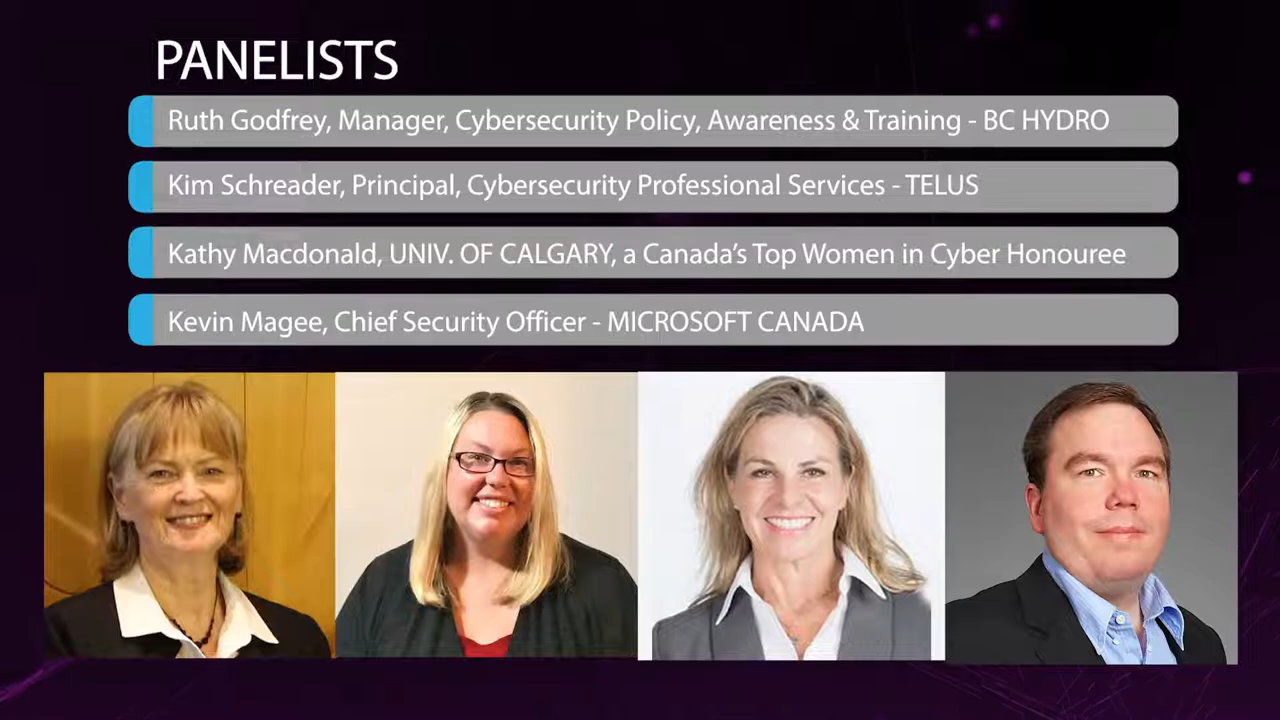 PANELISTS
Ruth Godfrey, Manager, Cybersecurity Policy, Awareness & Training - BC HYDRO
Kim Schreader, Principal, Cybersecurity Professional Services - TELUS
Kathy Macdonald, UNIV. OF CALGARY, a Canada’s Top Women in Cyber Honouree
Kevin Magee, Chief Security Officer - MICROSOFT CANADA